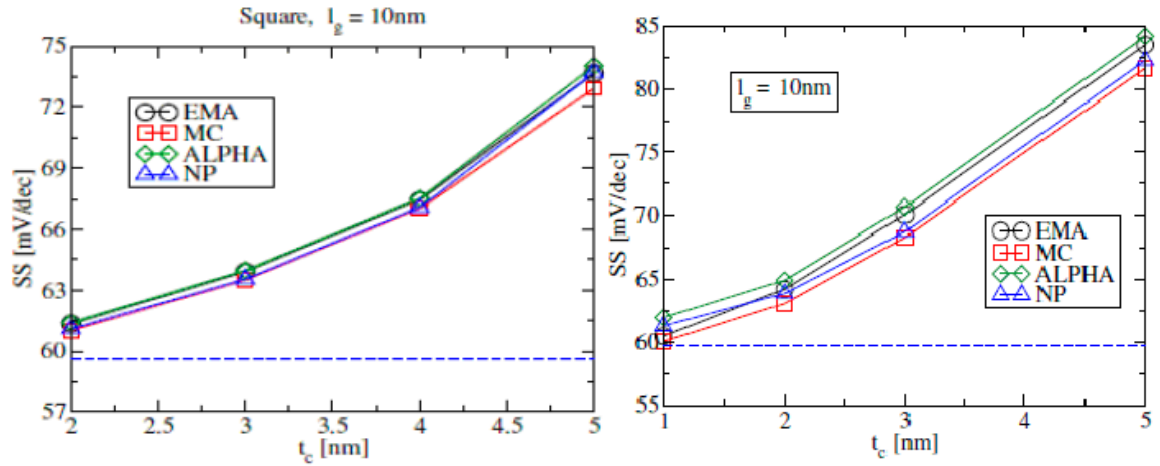 Square, l_g = 10nm
75
72
69
66
63
60
57
SS [mV/dec]
EMA
MC
ALPHA
NP
2
2.5
3
3.5
4
4.5
5
t_c [nm]
85
80
75
70
65
60
55
SS [mV/dec]
l_g = 10nm
EMA
MC
ALPHA
NP
1
2
3
4
5
t_c [nm]